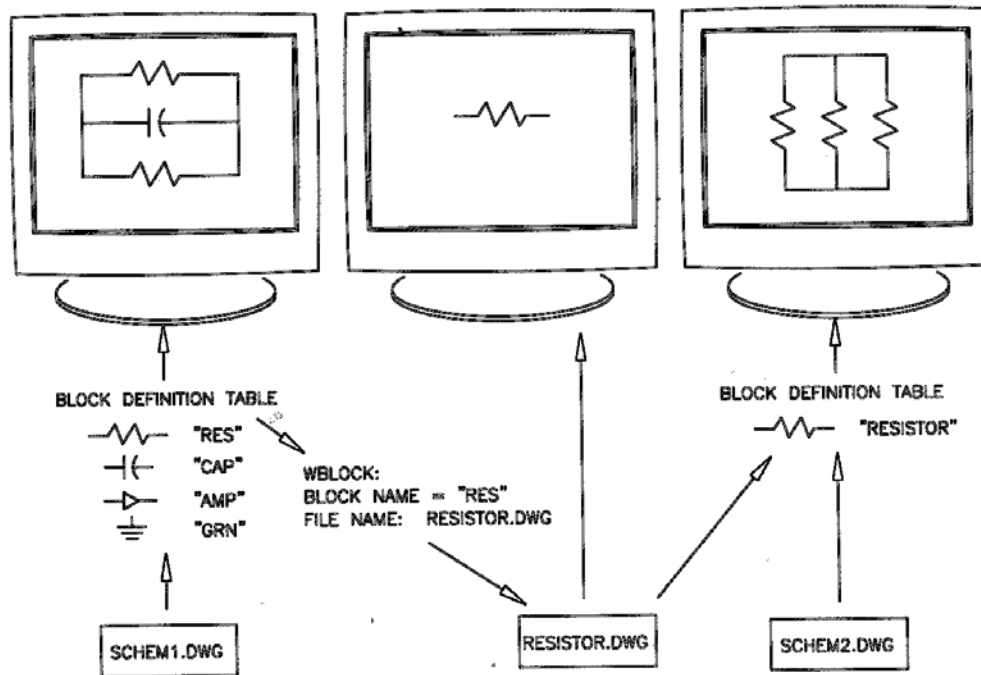 BLOCK DEFINITION TABLE
"RES"
"CAP"
"AMP"
"GRN"
SCHEM1.DWG
WBLOCK:
BLOCK NAME = "RES"
FILE NAME: RESISTOR.DWG
RESISTOR.DWG
BLOCK DEFINITION TABLE
"RESISTOR"
SCHEM2.DWG